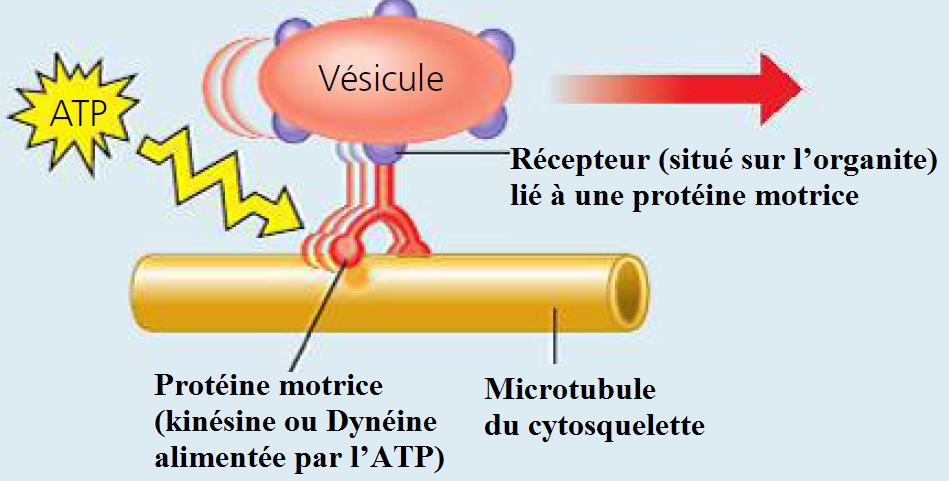 Vésicule
ATP
Récepteur (situé sur l’organite)
lié à une protéine motrice
Protéine motrice
(kinésine ou Dynéine
alimentée par l’ATP)
Microtubule
du cytosquelette